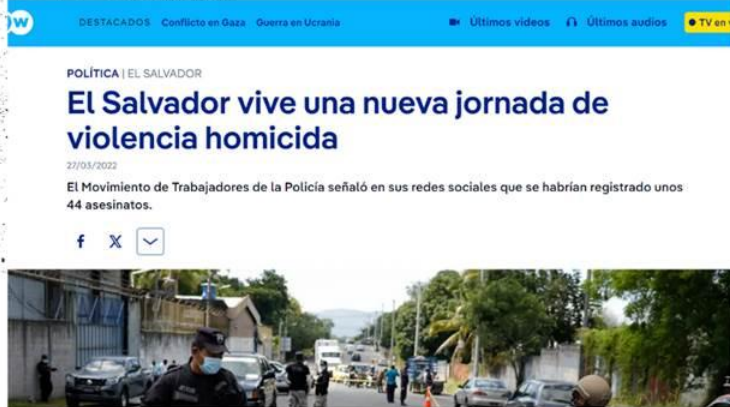 DW DESTACADOS Conflicto en Gaza Guerra en Ucrania Últimos videos Últimos audios TV en
POLÍTICA | EL SALVADOR
El Salvador vive una nueva jornada de
violencia homicida
27/03/2022
El Movimiento de Trabajadores de la Policía señaló en sus redes sociales que se habrían registrado unos
44 asesinatos.